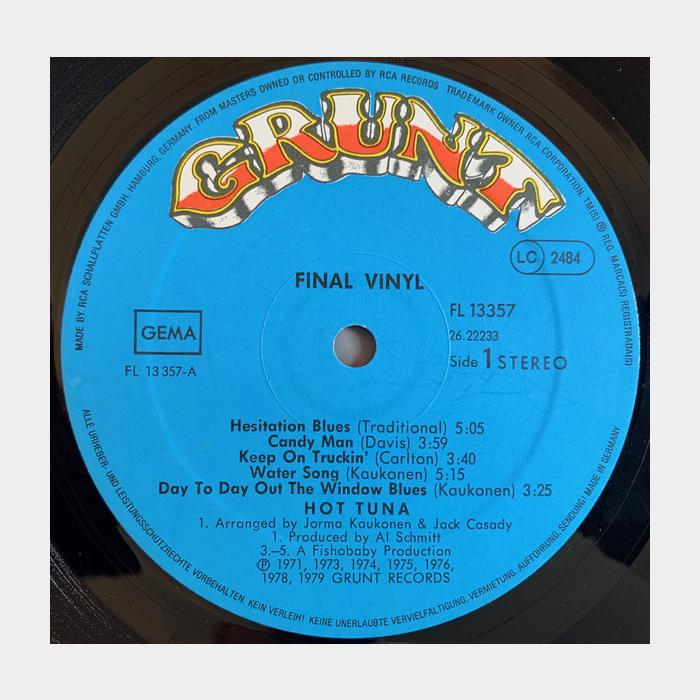 MADE BY RCA SCHALLPLATTEN GMBH, HAMBURG, GERMANY, FROM MASTERS OWNED OR CONTROLLED BY RCA RECORDS TRADEMARK OWNER RCA CORPORATION. TM(S) ® REG. MARCA(S) REGISTRADA(S)
GRUNT
LC 2484
FINAL VINYL
GEMA
FL 13357
26.22233
Side 1 STEREO
FL 13 357-A
Hesitation Blues (Traditional) 5:05
Candy Man (Davis) 3:59
Keep On Truckin' (Carlton) 3:40
Water Song (Kaukonen) 5:15
Day To Day Out The Window Blues (Kaukonen) 3:25
HOT TUNA
1. Arranged by Jorma Kaukonen & Jack Casady
1. Produced by Al Schmitt
3.–5. A Fishobaby Production
℗ 1971, 1973, 1974, 1975, 1976,
1978, 1979 GRUNT RECORDS
ALLE URHEBER- UND LEISTUNGSSCHUTZRECHTE VORBEHALTEN. KEIN VERLEIH! KEINE UNERLAUBTE VERVIELFÄLTIGUNG, VERMIETUNG, AUFFÜHRUNG, SENDUNG! MADE IN GERMANY